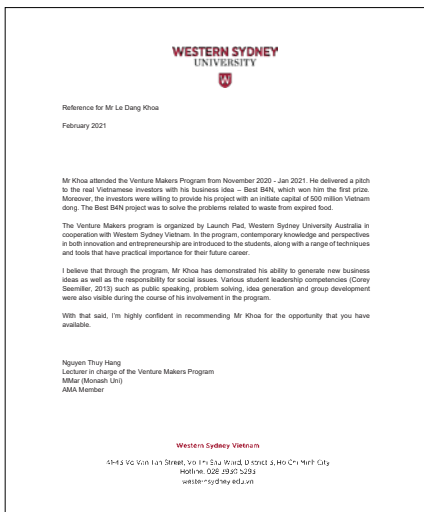 WESTERN SYDNEY
UNIVERSITY
W
Reference for Mr Le Dang Khoa
February 2021
Mr Khoa attended the Venture Makers Program from November 2020 - Jan 2021. He delivered a pitch
to the real Vietnamese investors with his business idea – Best B4N, which won him the first prize.
Moreover, the investors were willing to provide his project with an initiate capital of 500 million Vietnam
dong. The Best B4N project was to solve the problems related to waste from expired food.
The Venture Makers program is organized by Launch Pad, Western Sydney University Australia in
cooperation with Western Sydney Vietnam. In the program, contemporary knowledge and perspectives
in both innovation and entrepreneurship are introduced to the students, along with a range of techniques
and tools that have practical importance for their future career.
I believe that through the program, Mr Khoa has demonstrated his ability to generate new business
ideas as well as the responsibility for social issues. Various student leadership competencies (Corey
Seemiller, 2013) such as public speaking, problem solving, idea generation and group development
were also visible during the course of his involvement in the program.
With that said, I'm highly confident in recommending Mr Khoa for the opportunity that you have
available.
Nguyen Thuy Hang
Lecturer in charge of the Venture Makers Program
MMar (Monash Uni)
AMA Member
Western Sydney Vietnam
Vo Van Tan Street, Vo Thi Sau Ward, District 3, Ho Chi Minh City
Hotline: 028 3930 5293
westernsydney.edu.vn